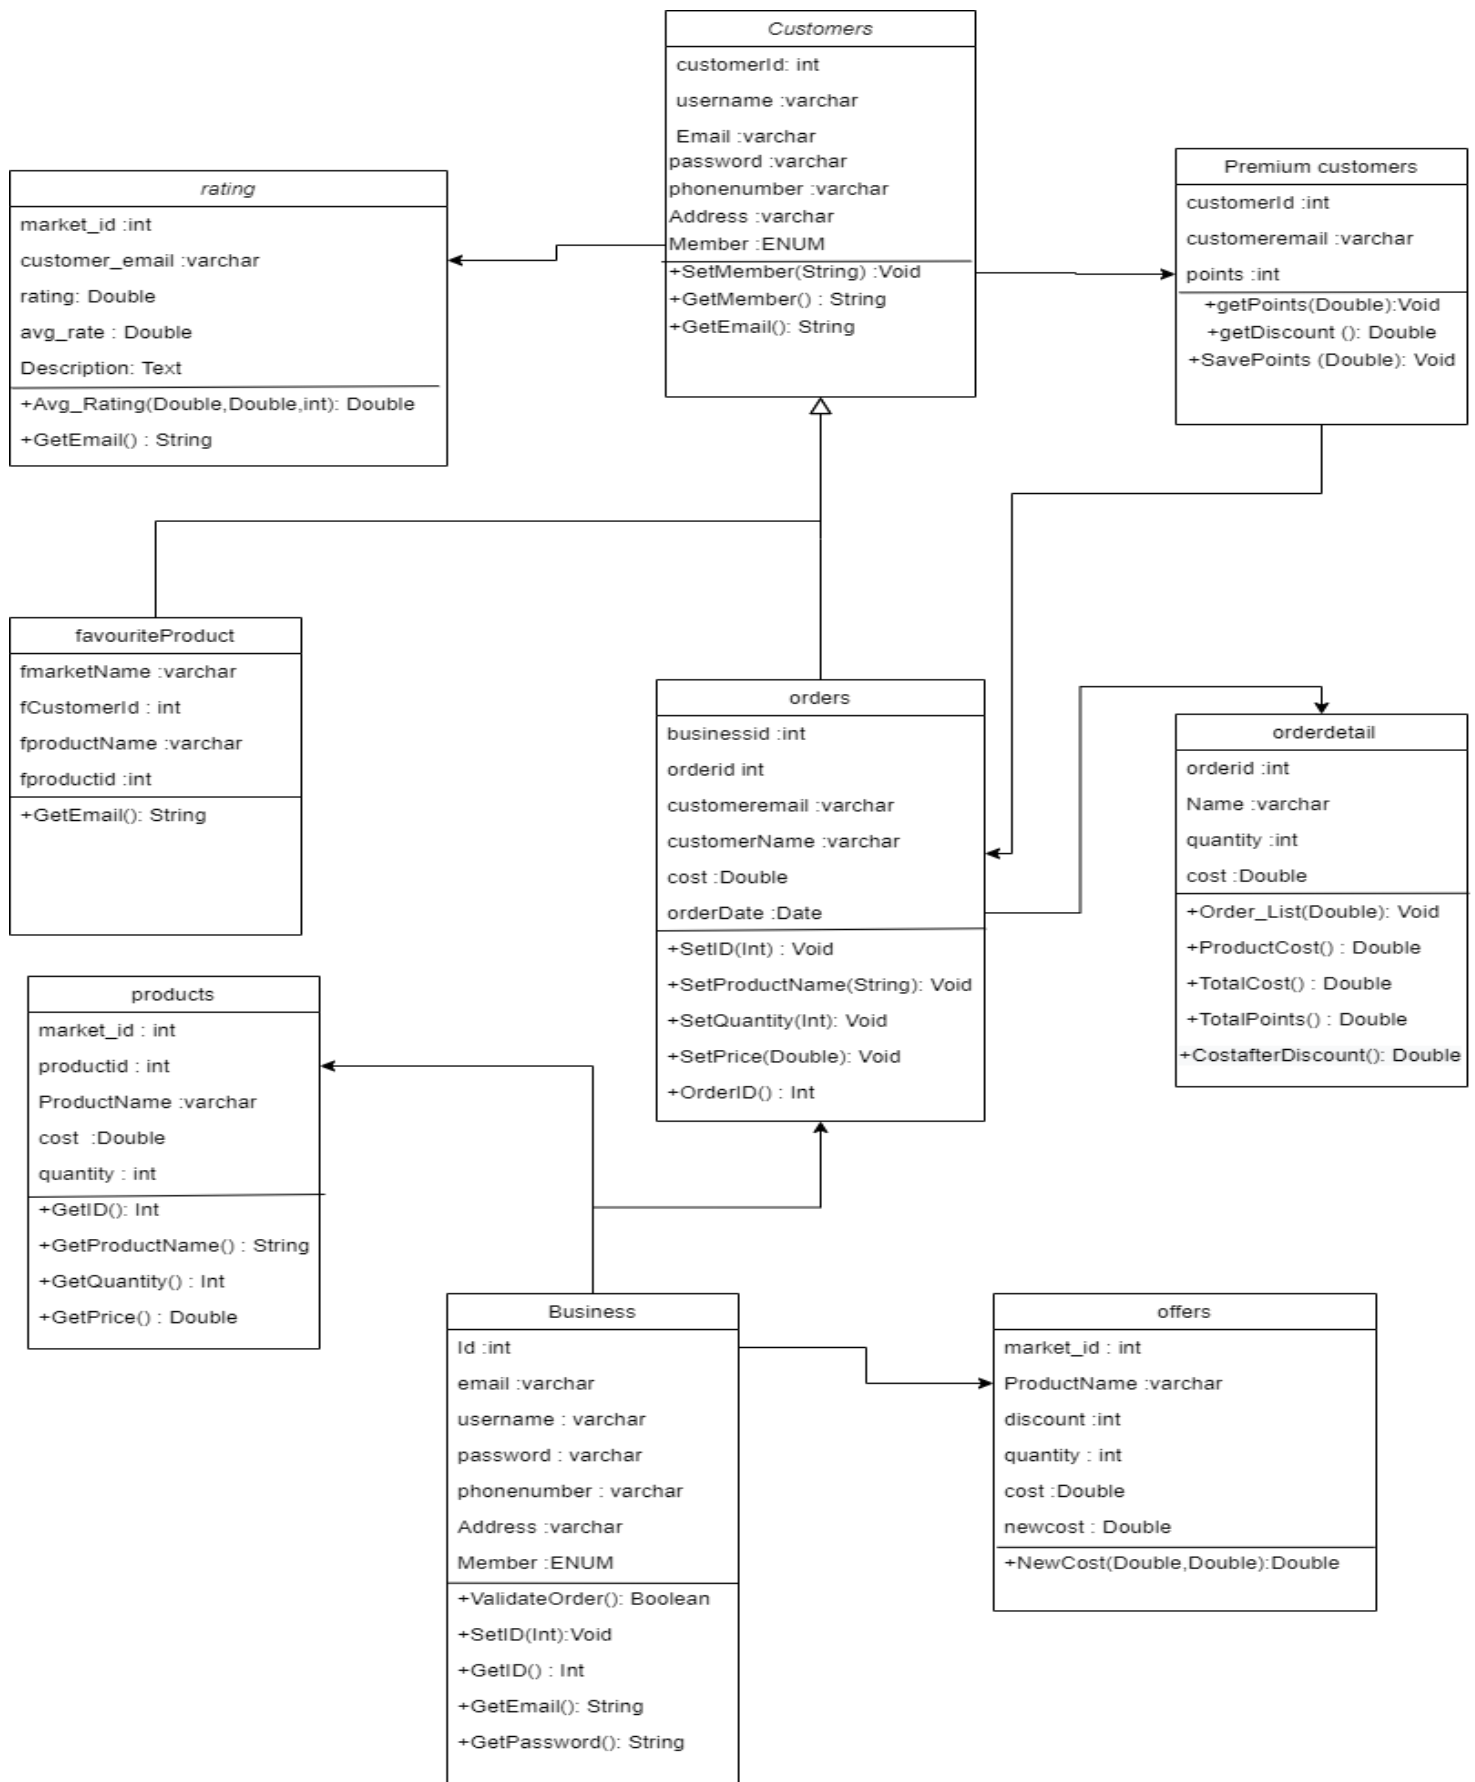 Customers
customerId: int
username :varchar
Email :varchar
password :varchar
phonenumber :varchar
Address :varchar
Member :ENUM
+SetMember(String) :Void
+GetMember() : String
+GetEmail(): String
rating
market_id :int
customer_email :varchar
rating: Double
avg_rate : Double
Description: Text
+Avg_Rating(Double,Double,int): Double
+GetEmail() : String
Premium customers
customerId :int
customeremail :varchar
points :int
+getPoints(Double):Void
+getDiscount (): Double
+SavePoints (Double): Void
favouriteProduct
fmarketName :varchar
fCustomerId : int
fproductName :varchar
fproductid :int
+GetEmail(): String
orders
businessid :int
orderid int
customeremail :varchar
customerName :varchar
cost :Double
orderDate :Date
+SetID(Int) : Void
+SetProductName(String): Void
+SetQuantity(Int): Void
+SetPrice(Double): Void
+OrderID() : Int
orderdetail
orderid :int
Name :varchar
quantity :int
cost :Double
+Order_List(Double): Void
+ProductCost() : Double
+TotalCost() : Double
+TotalPoints() : Double
+CostafterDiscount(): Double
products
market_id : int
productid : int
ProductName :varchar
cost :Double
quantity : int
+GetID(): Int
+GetProductName() : String
+GetQuantity() : Int
+GetPrice() : Double
Business
Id :int
email :varchar
username : varchar
password : varchar
phonenumber : varchar
Address :varchar
Member :ENUM
+ValidateOrder(): Boolean
+SetID(Int):Void
+GetID() : Int
+GetEmail(): String
+GetPassword(): String
offers
market_id : int
ProductName :varchar
discount :int
quantity : int
cost :Double
newcost : Double
+NewCost(Double,Double):Double